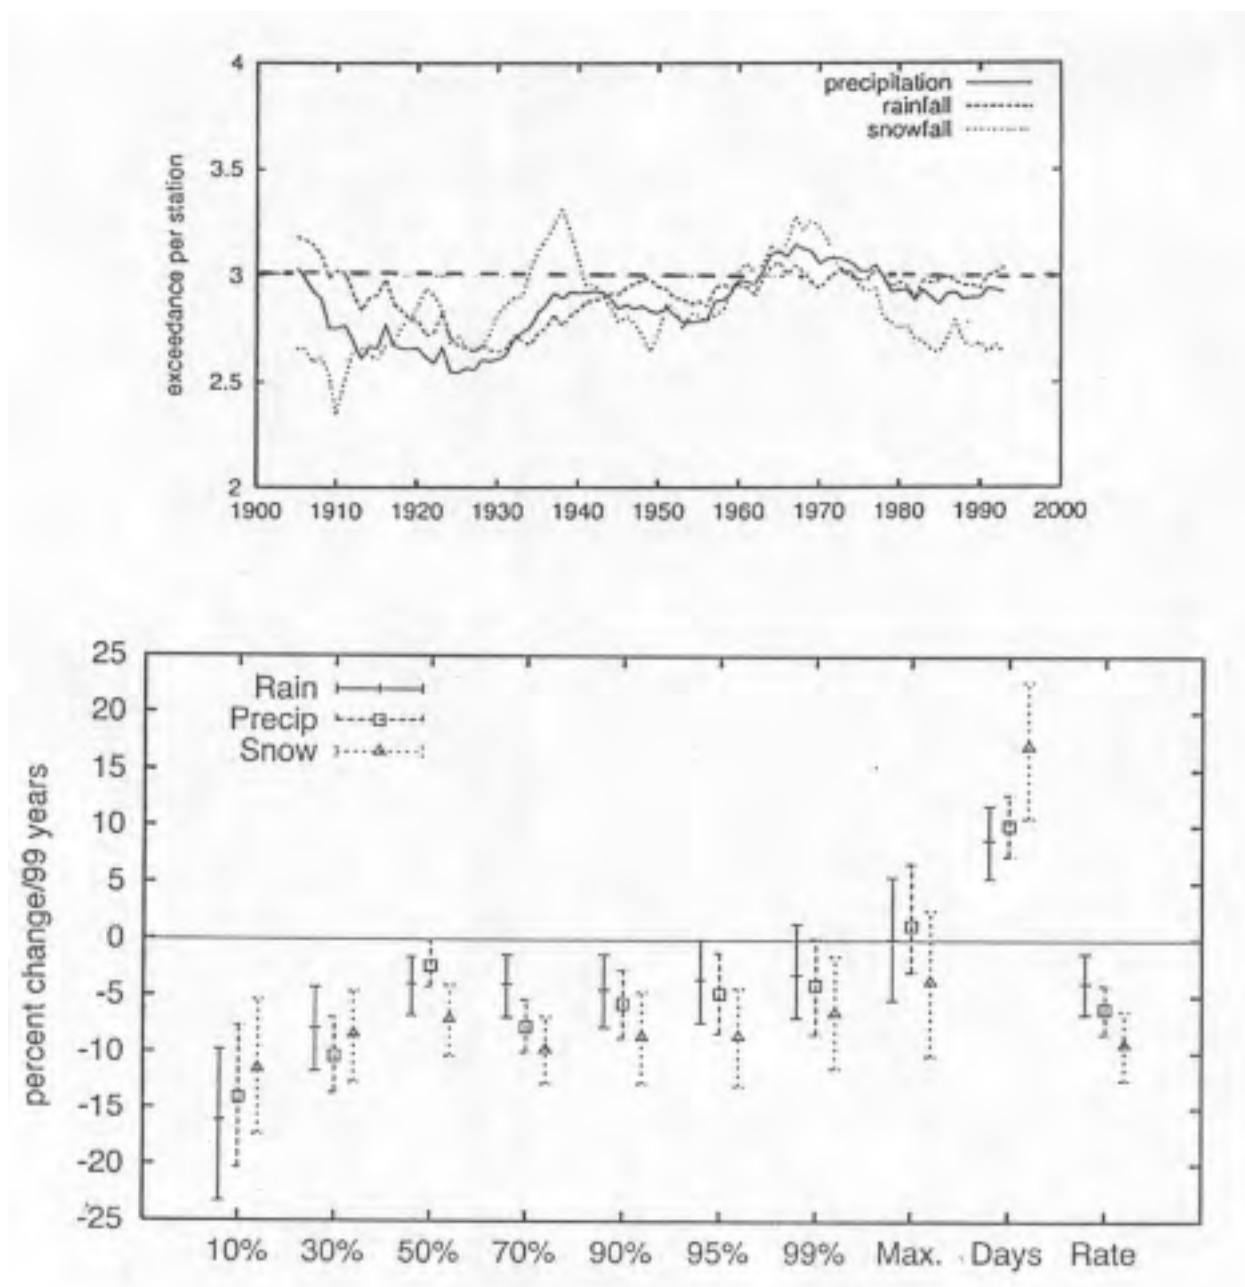 4
precipitation
rainfall
3.5
snowfall
exceedance per station
3
2.5
2
1900 1910 1920 1930 1940 1950 1960 1970 1980 1990 2000
25
Rain
20
Precip
Snow
15
percent change/99 years
10
5
0
-5
-10
-15
-20
-25
10% 30% 50% 70% 90% 95% 99% Max. Days Rate